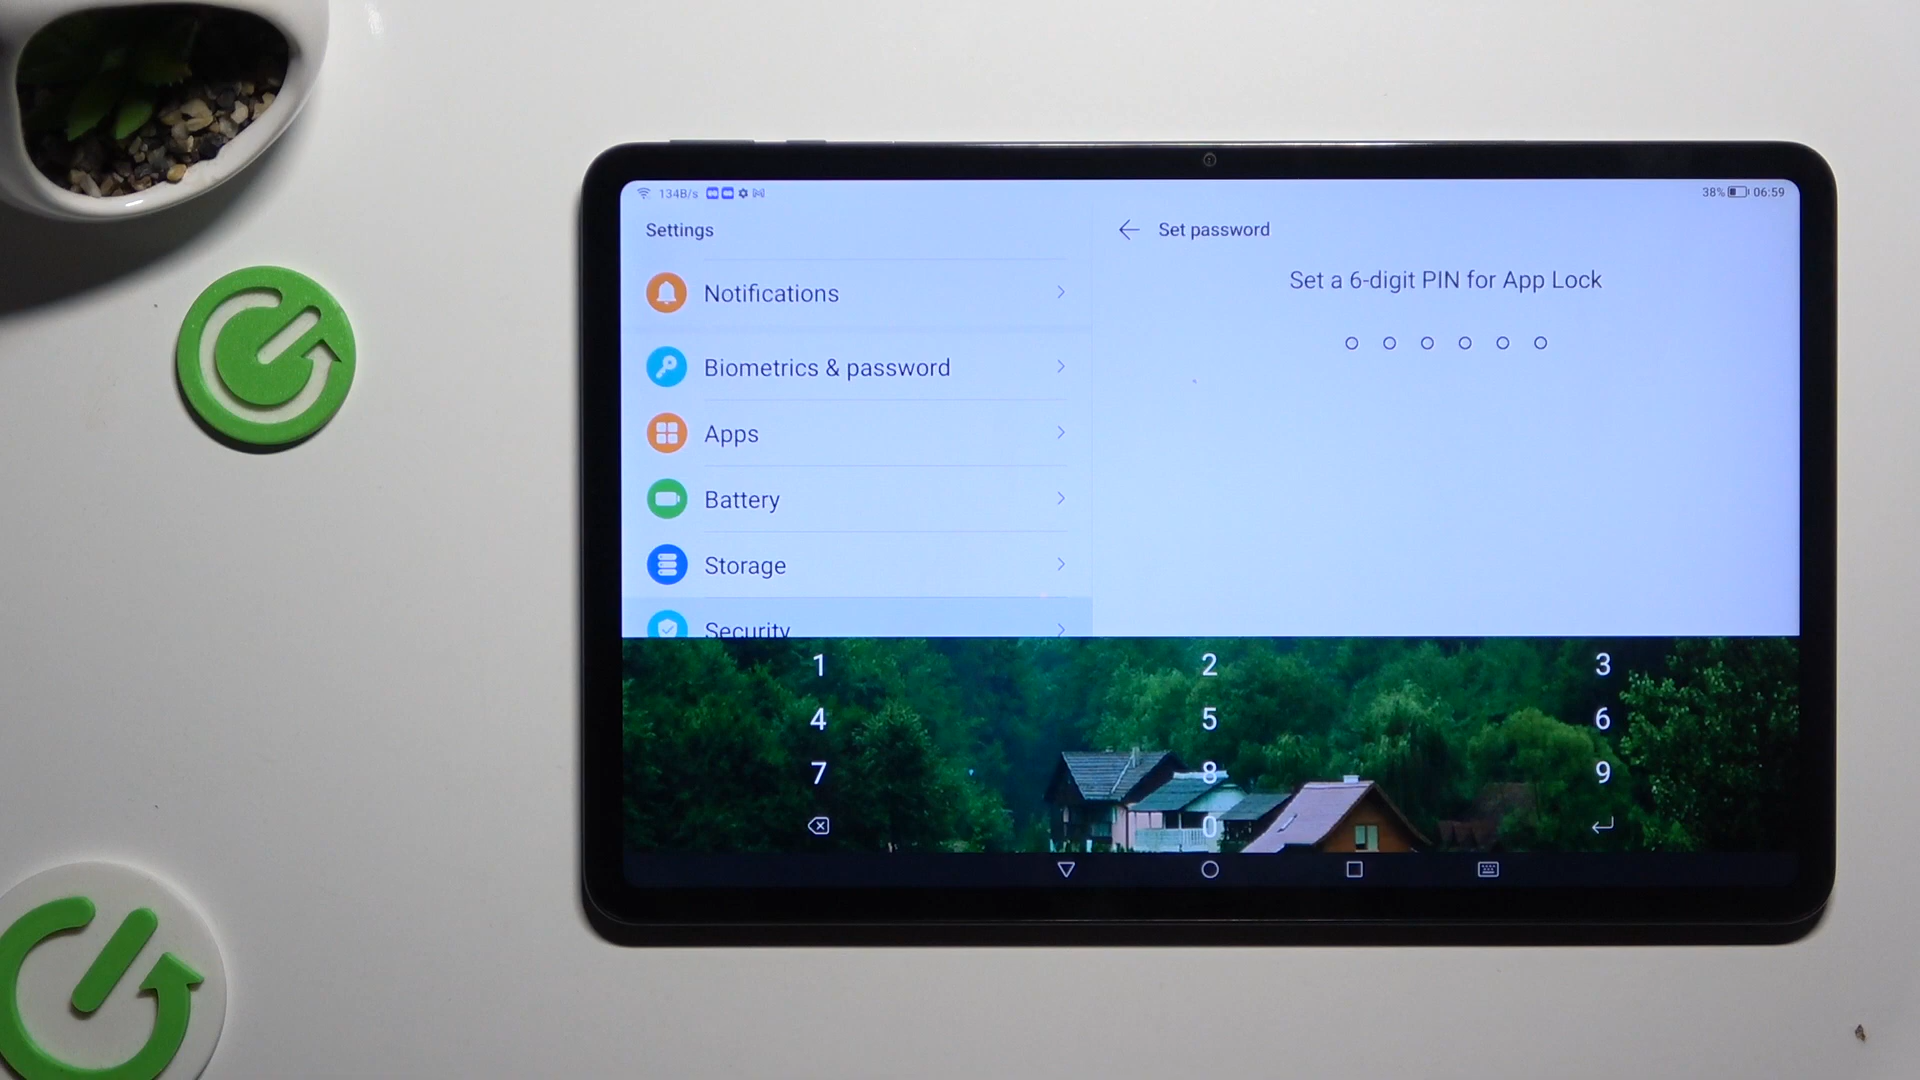 134B/s
38% 06:59
Settings
Notifications
Biometrics & password
Apps
Battery
Storage
Security
Set password
Set a 6-digit PIN for App Lock
1 2 3
4 5 6
7 8 9
0